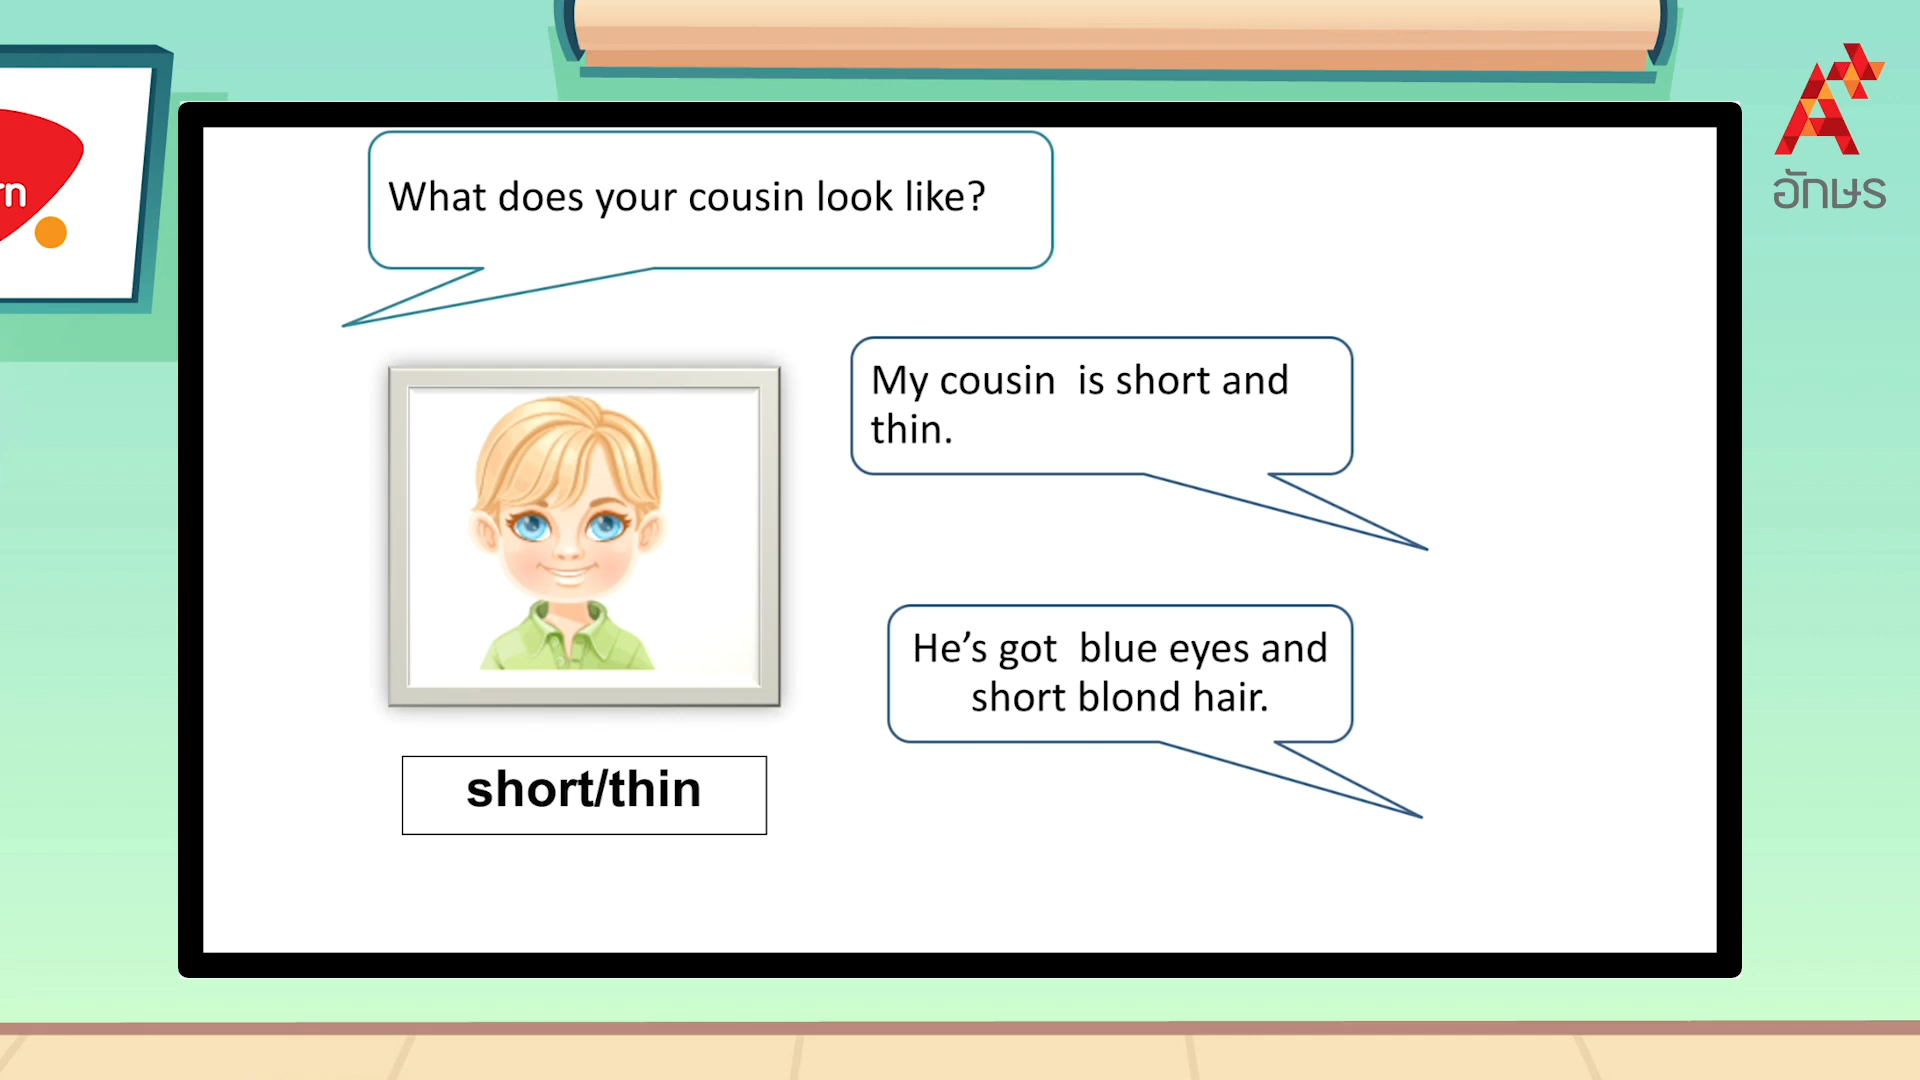 What does your cousin look like?
My cousin  is short and
thin.
He’s got  blue eyes and
short blond hair.
short/thin
อักษร
rn